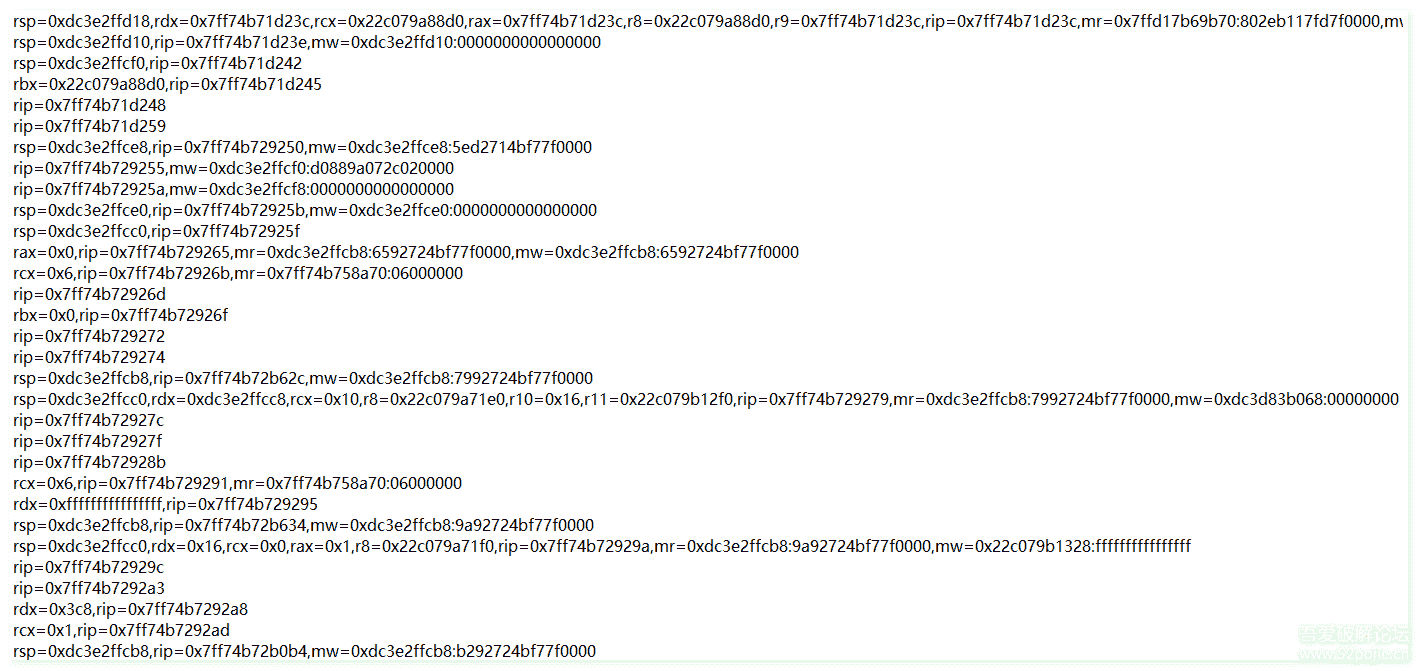 rsp=0xdc3e2ffd18,rdx=0x7ff74b71d23c,rcx=0x22c079a88d0,rax=0x7ff74b71d23c,r8=0x22c079a88d0,r9=0x7ff74b71d23c,rip=0x7ff74b71d23c,mr=0x7ffd17b69b70:802eb117fd7f0000,mw
rsp=0xdc3e2ffd10,rip=0x7ff74b71d23e,mw=0xdc3e2ffd10:0000000000000000
rsp=0xdc3e2ffcf0,rip=0x7ff74b71d242
rbx=0x22c079a88d0,rip=0x7ff74b71d245
rip=0x7ff74b71d248
rip=0x7ff74b71d259
rsp=0xdc3e2ffce8,rip=0x7ff74b729250,mw=0xdc3e2ffce8:5ed2714bf77f0000
rip=0x7ff74b729255,mw=0xdc3e2ffcf0:d0889a072c020000
rip=0x7ff74b72925a,mw=0xdc3e2ffcf8:0000000000000000
rsp=0xdc3e2ffce0,rip=0x7ff74b72925b,mw=0xdc3e2ffce0:0000000000000000
rsp=0xdc3e2ffcc0,rip=0x7ff74b72925f
rax=0x0,rip=0x7ff74b729265,mr=0xdc3e2ffcb8:6592724bf77f0000,mw=0xdc3e2ffcb8:6592724bf77f0000
rcx=0x6,rip=0x7ff74b72926b,mr=0x7ff74b758a70:06000000
rip=0x7ff74b72926d
rbx=0x0,rip=0x7ff74b72926f
rip=0x7ff74b729272
rip=0x7ff74b729274
rsp=0xdc3e2ffcb8,rip=0x7ff74b72b62c,mw=0xdc3e2ffcb8:7992724bf77f0000
rsp=0xdc3e2ffcc0,rdx=0xdc3e2ffcc8,rcx=0x10,r8=0x22c079a71e0,r10=0x16,r11=0x22c079b12f0,rip=0x7ff74b729279,mr=0xdc3e2ffcb8:7992724bf77f0000,mw=0xdc3d83b068:00000000
rip=0x7ff74b72927c
rip=0x7ff74b72927f
rip=0x7ff74b72928b
rcx=0x6,rip=0x7ff74b729291,mr=0x7ff74b758a70:06000000
rdx=0xffffffffffffffff,rip=0x7ff74b729295
rsp=0xdc3e2ffcb8,rip=0x7ff74b72b634,mw=0xdc3e2ffcb8:9a92724bf77f0000
rsp=0xdc3e2ffcc0,rdx=0x16,rcx=0x0,rax=0x1,r8=0x22c079a71f0,rip=0x7ff74b72929a,mr=0xdc3e2ffcb8:9a92724bf77f0000,mw=0x22c079b1328:ffffffffffffffff
rip=0x7ff74b72929c
rip=0x7ff74b7292a3
rdx=0x3c8,rip=0x7ff74b7292a8
rcx=0x1,rip=0x7ff74b7292ad
rsp=0xdc3e2ffcb8,rip=0x7ff74b72b0b4,mw=0xdc3e2ffcb8:b292724bf77f0000
吾爱破解论坛
www.52pojie.cn